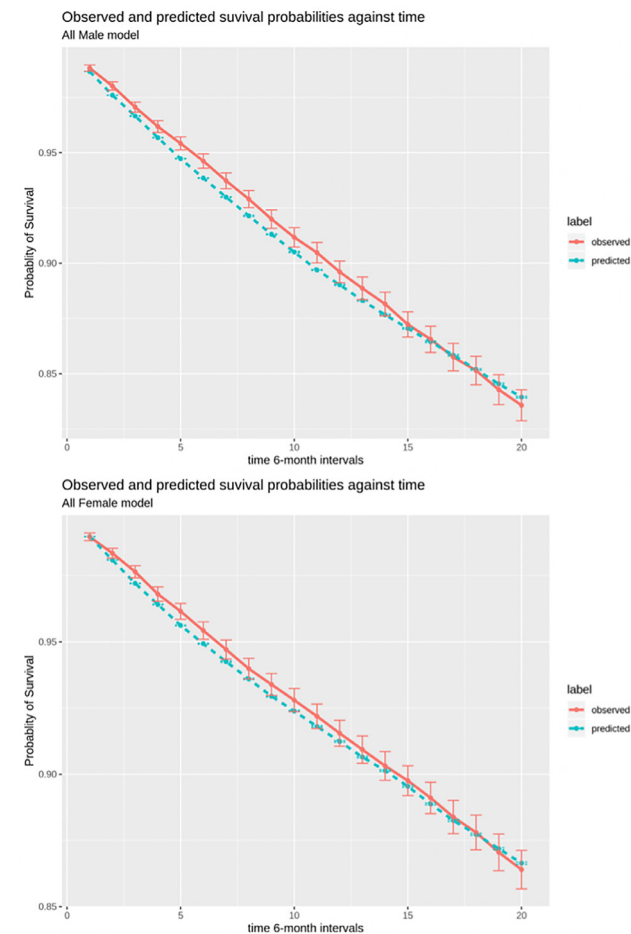 Observed and predicted suvival probabilities against time
All Male model
0.95
0.90
0.85
Probablity of Survival
0 5 10 15 20
time 6-month intervals
label
observed
predicted
Observed and predicted suvival probabilities against time
All Female model
0.95
0.90
0.85
Probablity of Survival
0 5 10 15 20
time 6-month intervals
label
observed
predicted